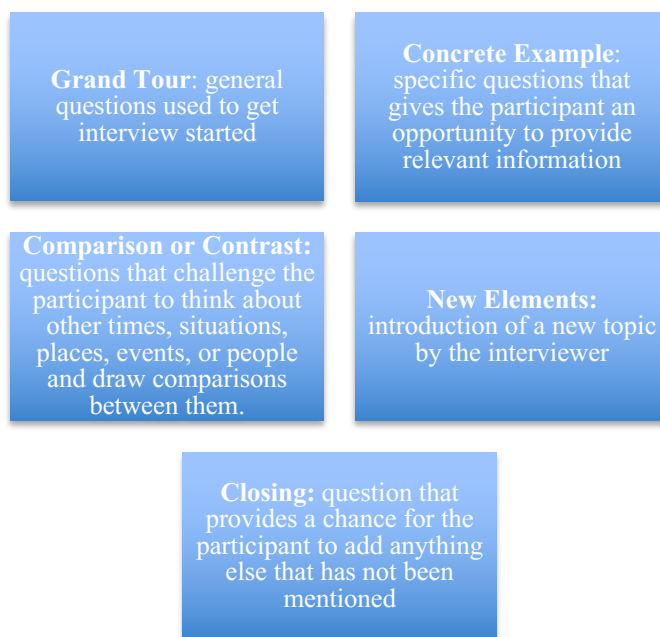 Grand Tour: general
questions used to get
interview started
Concrete Example:
specific questions that
gives the participant an
opportunity to provide
relevant information
Comparison or Contrast:
questions that challenge the
participant to think about
other times, situations,
places, events, or people
and draw comparisons
between them.
New Elements:
introduction of a new topic
by the interviewer
Closing: question that
provides a chance for the
participant to add anything
else that has not been
mentioned